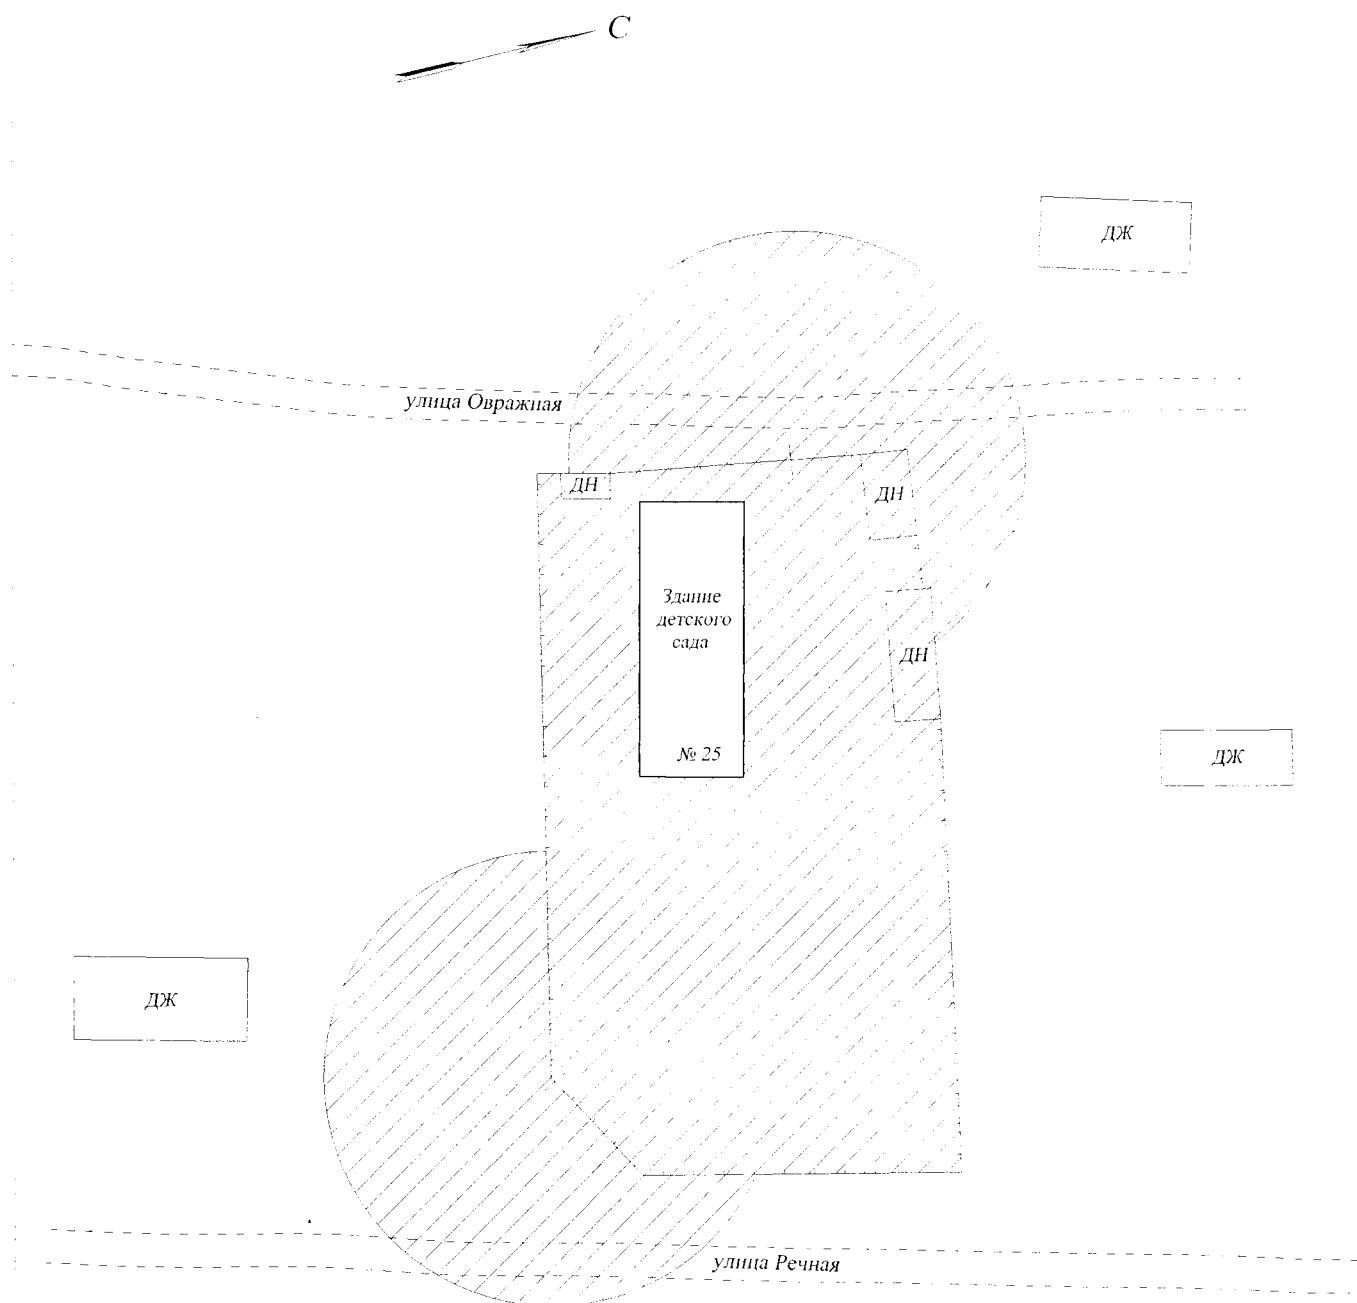 С
ДЖ
улица Овражная
ДН
ДН
Здание
детского
сада
ДН
№ 25
ДЖ
ДЖ
улица Речная